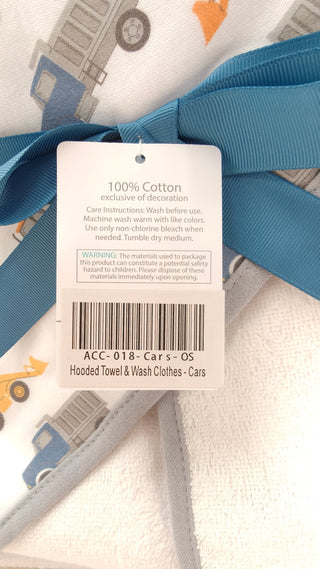 100% Cotton
exclusive of decoration
Care Instructions: Wash before use.
Machine wash warm with like colors.
Use only non-chlorine bleach when
needed. Tumble dry medium.
WARNING: The materials used to package
this product can constitute a potential safety
hazard to children. Please dispose of these
materials immediately upon opening.
ACC-018-Cars-OS
Hooded Towel & Wash Clothes - Cars